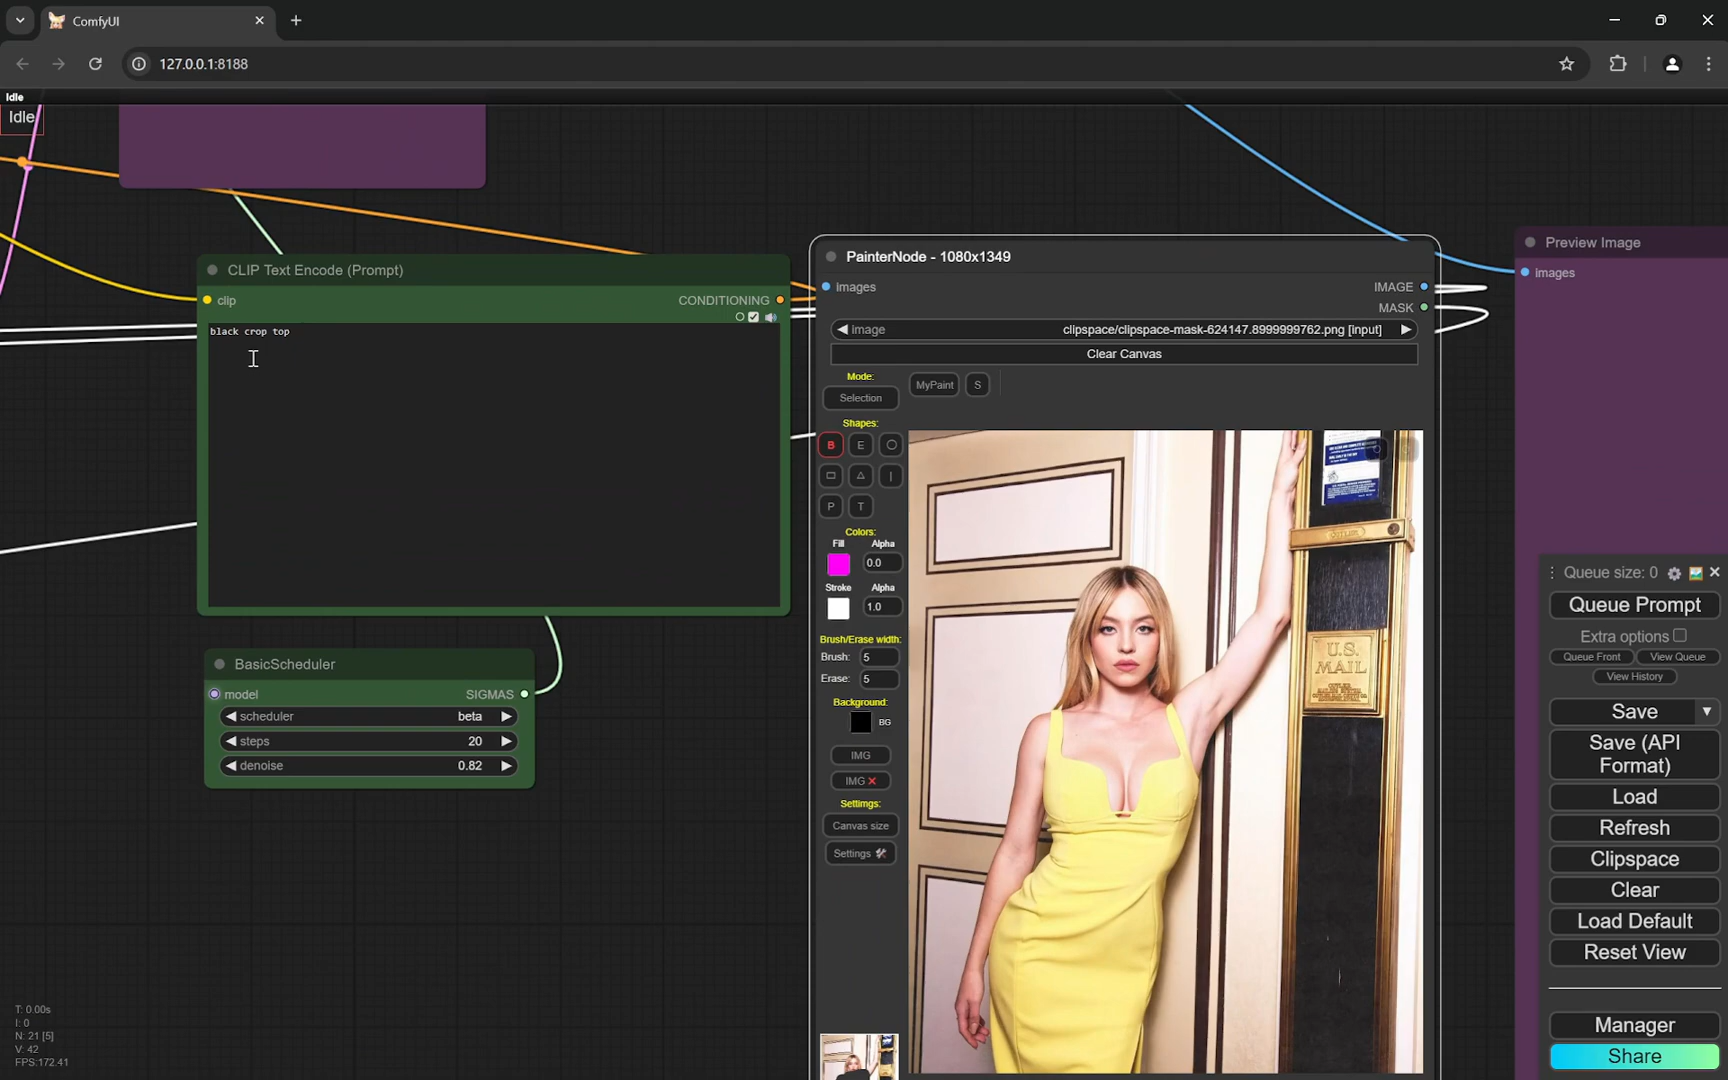 ComfyUI
127.0.0.1:8188
Idle
Idle
CLIP Text Encode (Prompt)
clip
CONDITIONING
black crop top
BasicScheduler
model
SIGMAS
scheduler
beta
steps
20
denoise
0.82
T: 0.00s
I: 0
N: 21 [5]
V: 42
FPS:172.41
PainterNode - 1080x1349
images
IMAGE
MASK
image
clipspace/clipspace-mask-624147.8999999762.png [input]
Clear Canvas
Mode:
Selection
MyPaint
S
Shapes:
B
E
P
T
Colors:
Fill
Alpha
0.0
Stroke
Alpha
1.0
Brush/Erase width:
Brush:
5
Erase:
5
Background:
BG
IMG
IMG
Settimgs:
Canvas size
Settings
U.S.
MAIL
Preview Image
images
Queue size: 0
Queue Prompt
Extra options
Queue Front
View Queue
View History
Save
Save (API
Format)
Load
Refresh
Clipspace
Clear
Load Default
Reset View
Manager
Share